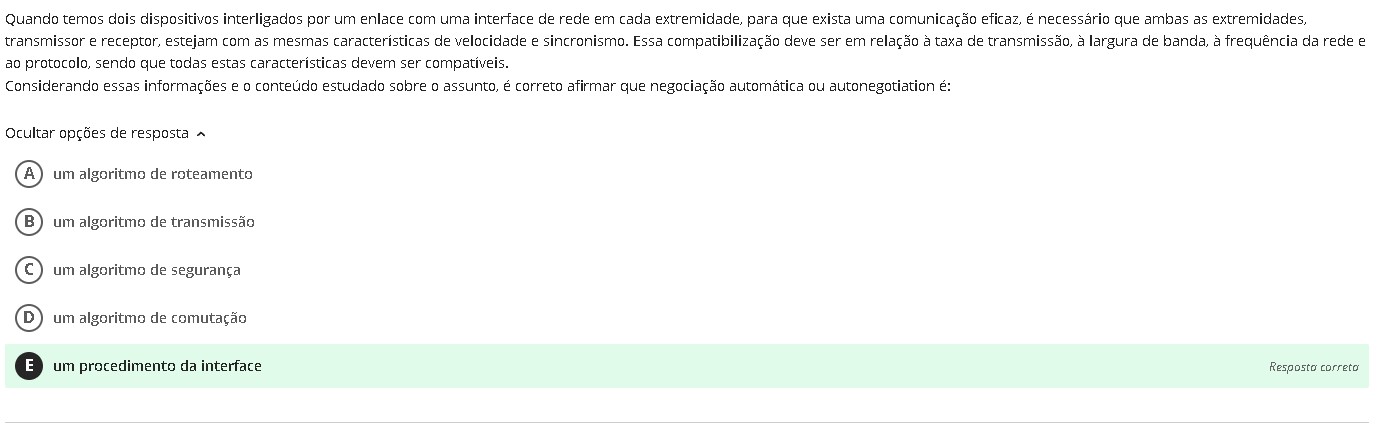 Quando temos dois dispositivos interligados por um enlace com uma interface de rede em cada extremidade, para que exista uma comunicação eficaz, é necessário que ambas as extremidades,
transmissor e receptor, estejam com as mesmas características de velocidade e sincronismo. Essa compatibilização deve ser em relação à taxa de transmissão, à largura de banda, à frequência da rede e
ao protocolo, sendo que todas estas características devem ser compatíveis.
Considerando essas informações e o conteúdo estudado sobre o assunto, é correto afirmar que negociação automática ou autonegotiation é:
Ocultar opções de resposta
A um algoritmo de roteamento
B um algoritmo de transmissão
C um algoritmo de segurança
D um algoritmo de comutação
E um procedimento da interface Resposta correta